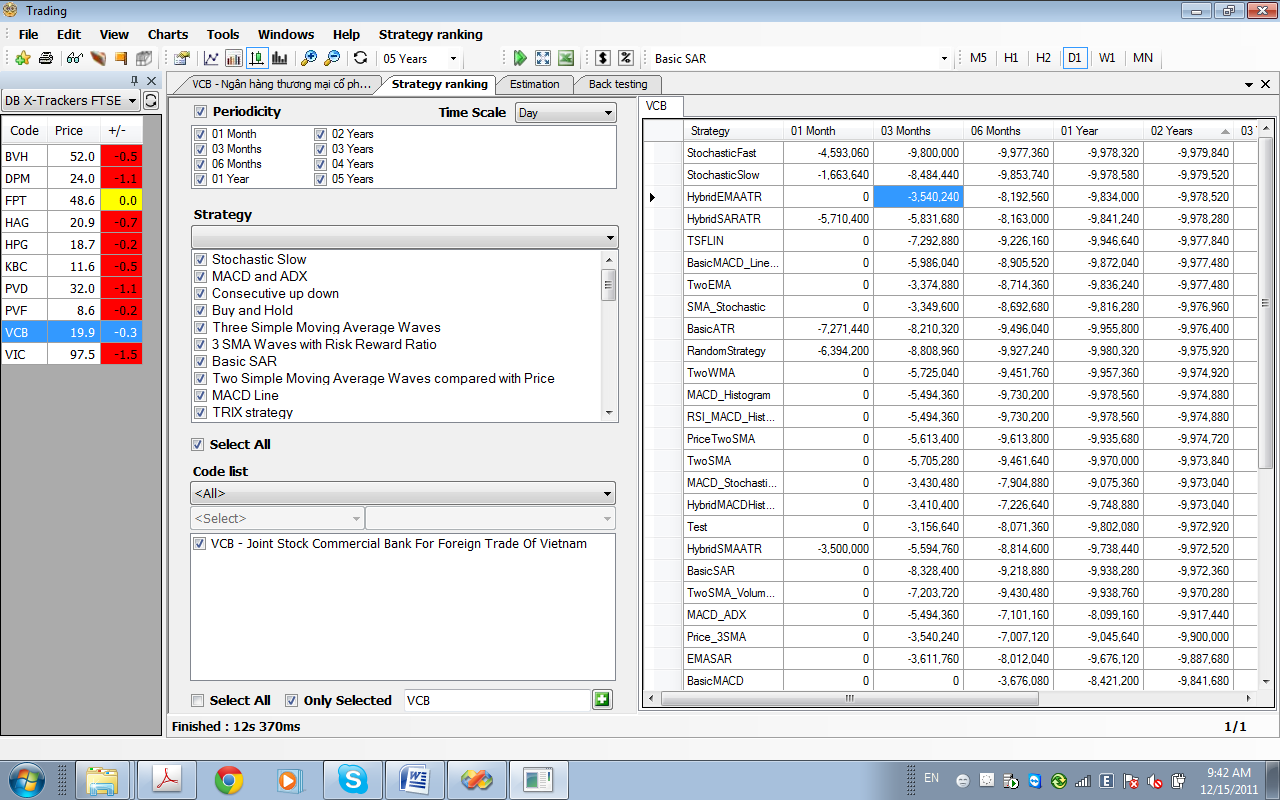 Trading
File Edit View Charts Tools Windows Help Strategy ranking
05 Years Basic SAR M5 H1 H2 D1 W1 MN
VCB - Ngân hàng thương mại cổ ph... Strategy ranking Estimation Back testing
DB X-Trackers FTSE
Code Price +/-
BVH 52.0 -0.5
DPM 24.0 -1.1
FPT 48.6 0.0
HAG 20.9 -0.7
HPG 18.7 -0.2
KBC 11.6 -0.5
PVD 32.0 -1.1
PVF 8.6 -0.2
VCB 19.9 -0.3
VIC 97.5 -1.5
Periodicity Time Scale Day
01 Month 02 Years
03 Months 03 Years
06 Months 04 Years
01 Year 05 Years
Strategy
Stochastic Slow
MACD and ADX
Consecutive up down
Buy and Hold
Three Simple Moving Average Waves
3 SMA Waves with Risk Reward Ratio
Basic SAR
Two Simple Moving Average Waves compared with Price
MACD Line
TRIX strategy
Select All
Code list
<All>
<Select>
VCB - Joint Stock Commercial Bank For Foreign Trade Of Vietnam
Select All Only Selected VCB
VCB
Strategy 01 Month 03 Months 06 Months 01 Year 02 Years 03
StochasticFast -4,593,060 -9,800,000 -9,977,360 -9,978,320 -9,979,840
StochasticSlow -1,663,640 -8,484,440 -9,853,740 -9,978,580 -9,979,520
HybridEMAATR 0 -3,540,240 -8,192,560 -9,834,000 -9,978,520
HybridSARATR -5,710,400 -5,831,680 -8,163,000 -9,841,240 -9,978,280
TSFLIN 0 -7,292,880 -9,226,160 -9,946,640 -9,977,840
BasicMACD_Line... 0 -5,986,040 -8,905,520 -9,872,040 -9,977,480
TwoEMA 0 -3,374,880 -8,714,360 -9,836,240 -9,977,480
SMA_Stochastic 0 -3,349,600 -8,692,680 -9,816,280 -9,976,960
BasicATR -7,271,440 -8,210,320 -9,496,040 -9,955,800 -9,976,400
RandomStrategy -6,394,200 -8,808,960 -9,927,240 -9,980,320 -9,975,920
TwoWMA 0 -5,725,040 -9,451,760 -9,957,360 -9,974,920
MACD_Histogram 0 -5,494,360 -9,730,200 -9,978,560 -9,974,880
RSI_MACD_Hist... 0 -5,494,360 -9,730,200 -9,978,560 -9,974,880
PriceTwoSMA 0 -5,613,400 -9,613,800 -9,935,680 -9,974,720
TwoSMA 0 -5,705,280 -9,461,640 -9,970,000 -9,973,840
MACD_Stochasti... 0 -3,430,480 -7,904,880 -9,075,360 -9,973,040
HybridMACDHist... 0 -3,410,400 -7,226,640 -9,748,880 -9,973,040
Test 0 -3,156,640 -8,071,360 -9,802,080 -9,972,920
HybridSMAATR -3,500,000 -5,594,760 -8,814,600 -9,738,440 -9,972,520
BasicSAR 0 -8,328,400 -9,218,880 -9,938,280 -9,972,360
TwoSMA_Volum... 0 -7,203,720 -9,430,480 -9,938,760 -9,970,280
MACD_ADX 0 -5,494,360 -7,101,160 -8,099,160 -9,917,440
Price_3SMA 0 -3,540,240 -7,007,120 -9,045,640 -9,900,000
EMASAR 0 -3,611,760 -8,012,040 -9,676,120 -9,887,680
BasicMACD 0 0 -3,676,080 -8,421,200 -9,841,680
Finished : 12s 370ms 1/1
EN
9:42 AM
12/15/2011